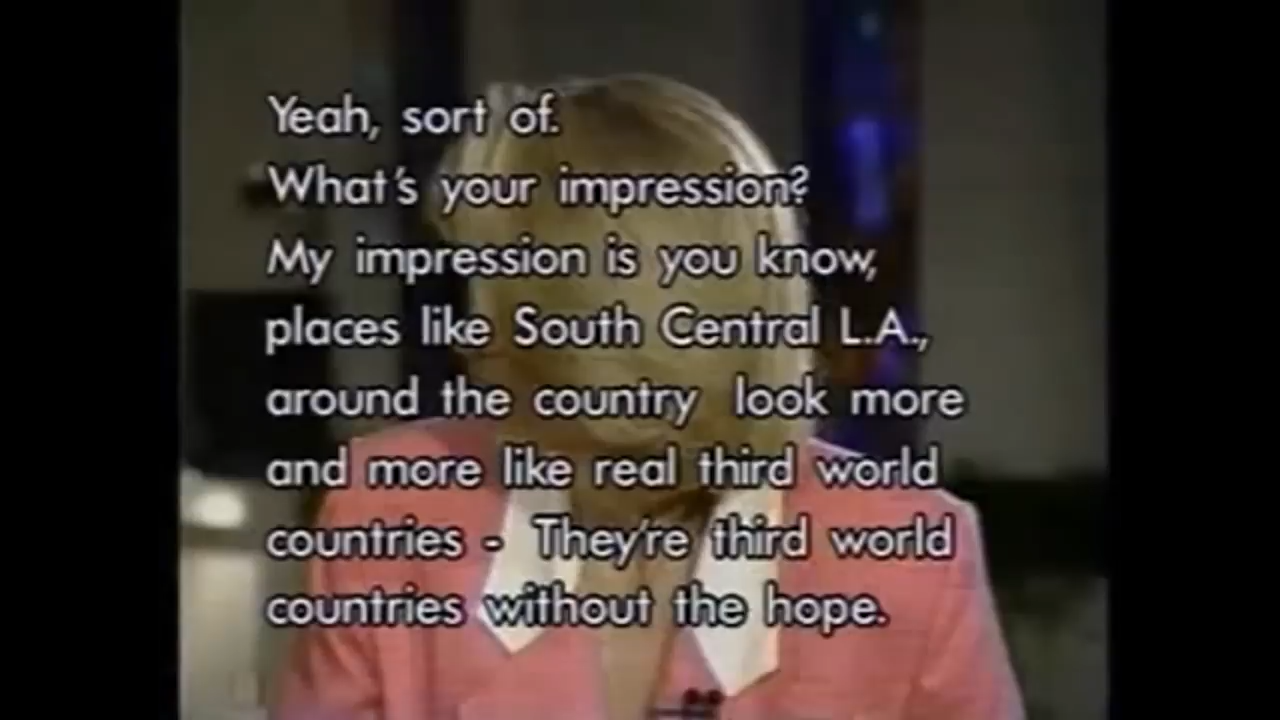 Yeah, sort of.
What's your impression?
My impression is you know,
places like South Central L.A.,
around the country look more
and more like real third world
countries - They're third world
countries without the hope.